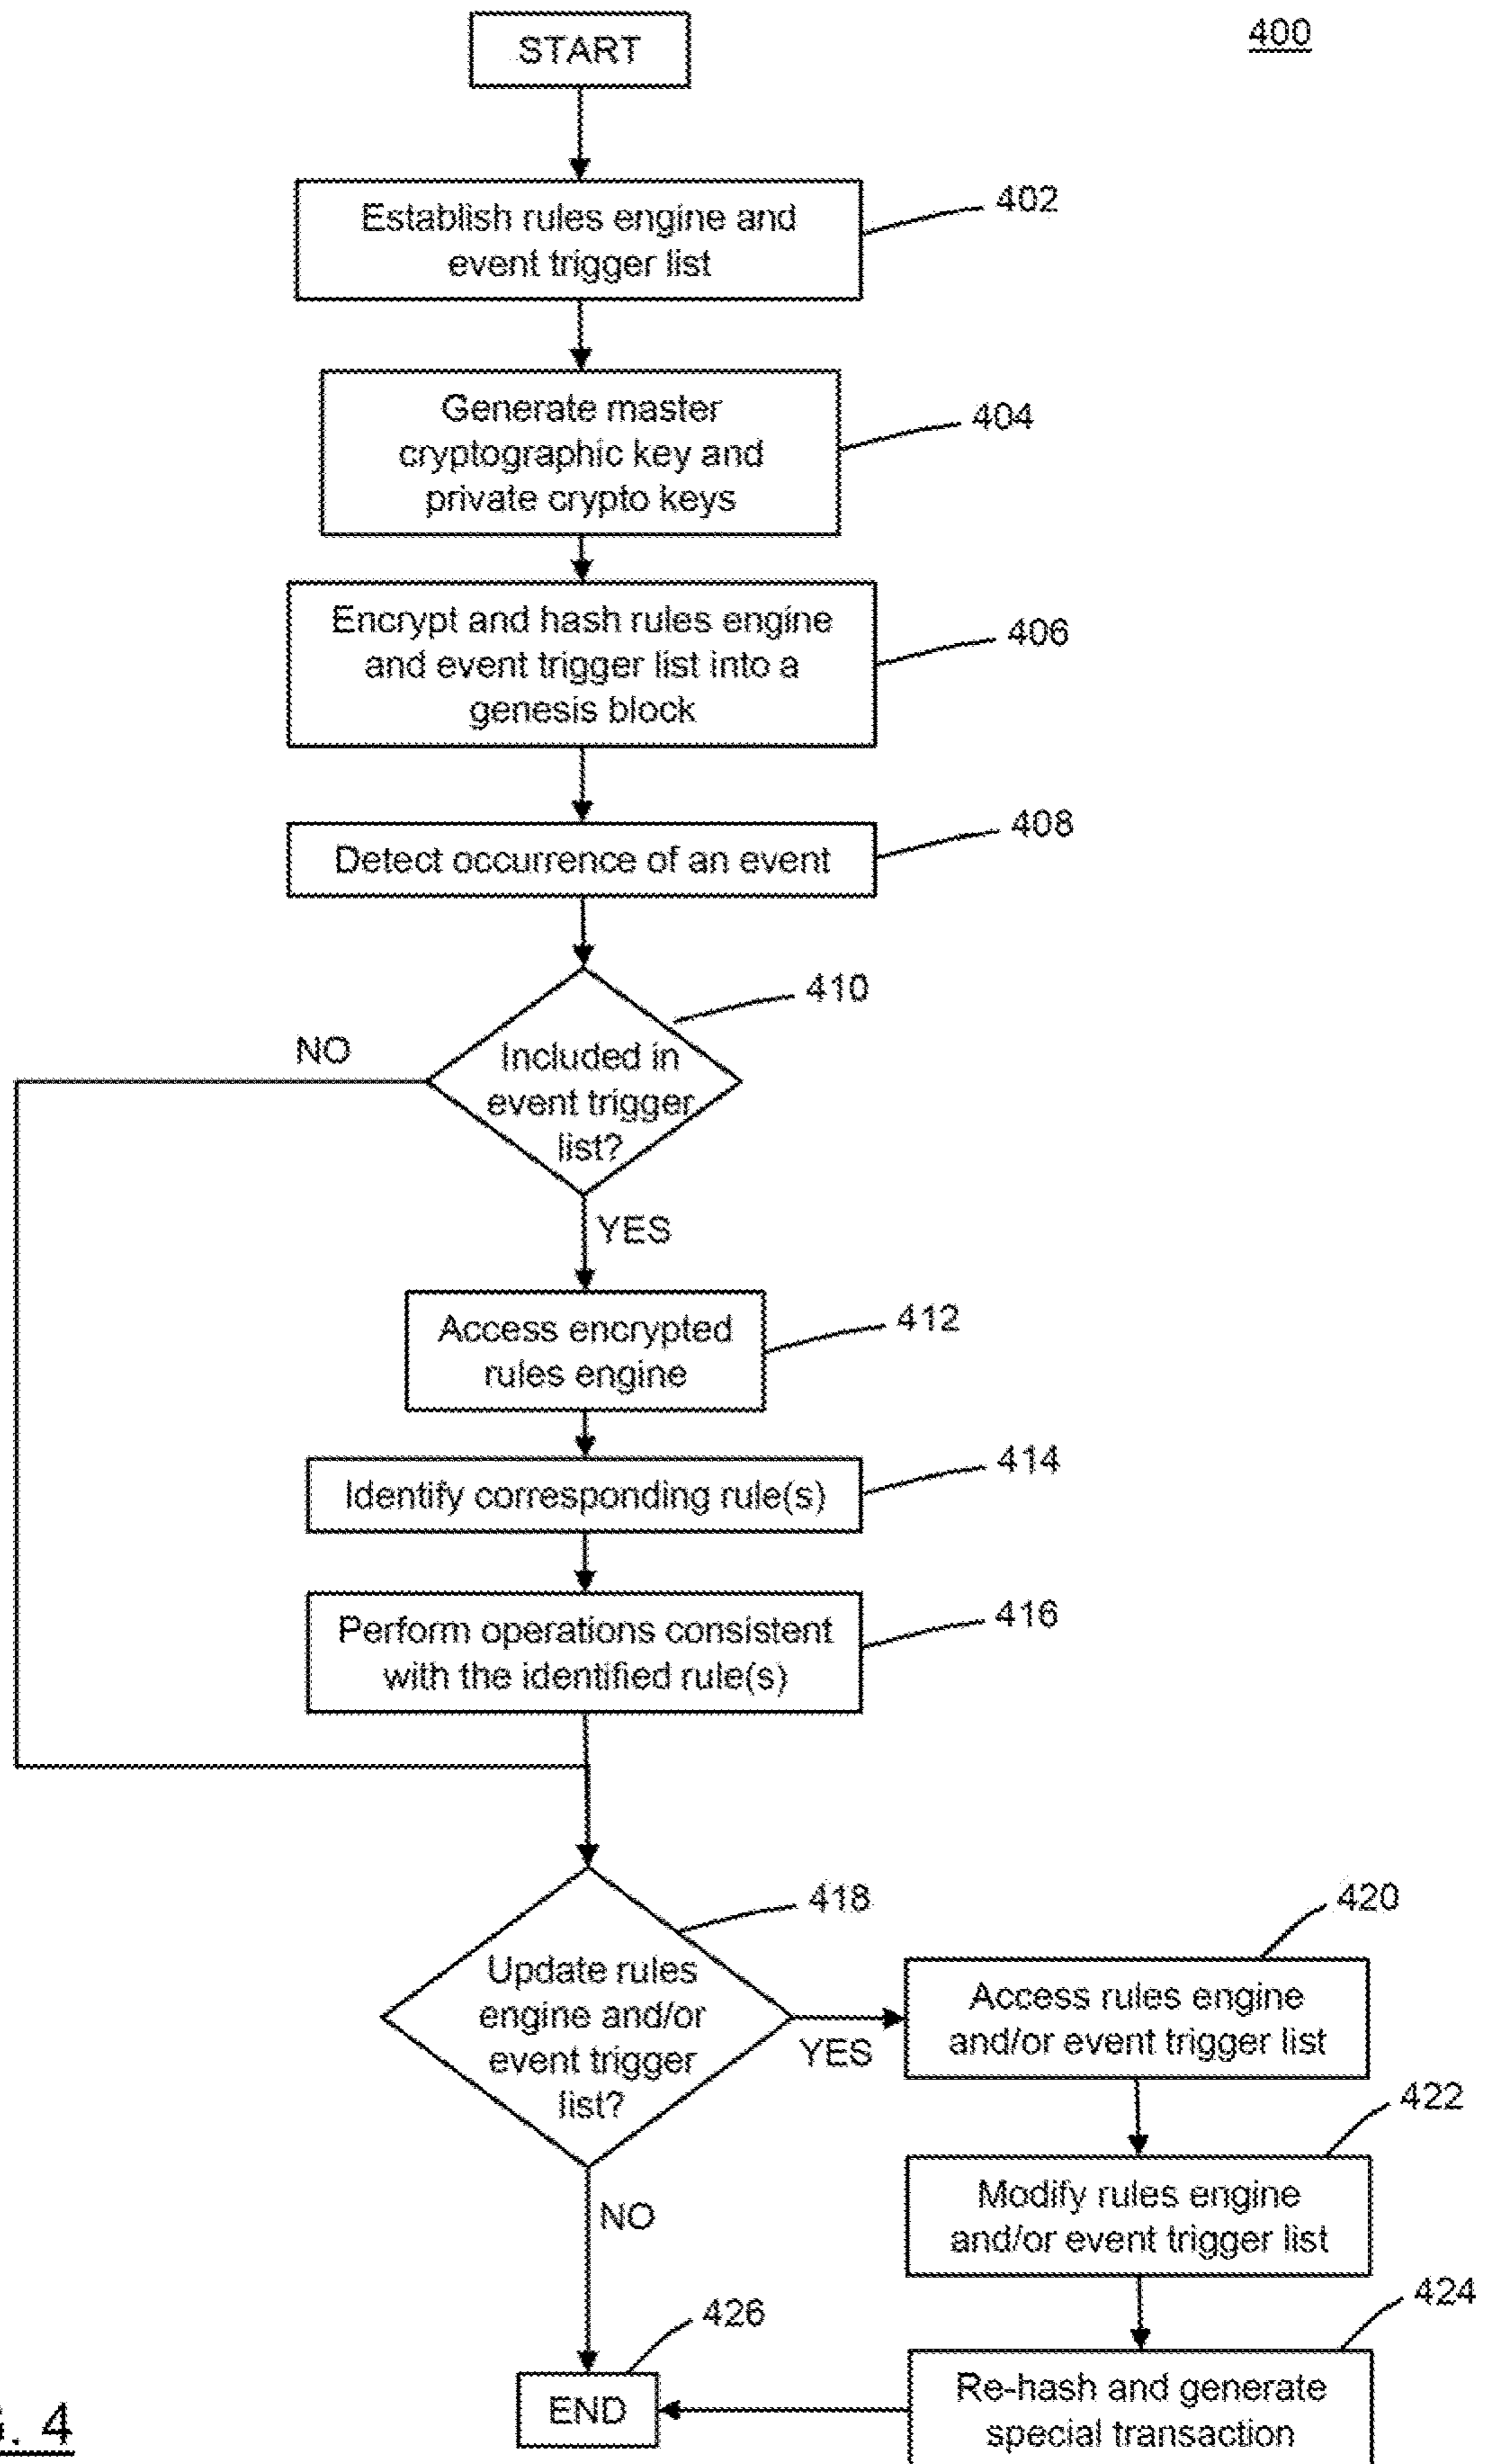 400
START
402
Establish rules engine and
event trigger list
404
Generate master
cryptographic key and
private crypto keys
406
Encrypt and hash rules engine
and event trigger list into a
genesis block
408
Detect occurrence of an event
410
NO
Included in
event trigger
list?
YES
412
Access encrypted
rules engine
414
Identify corresponding rule(s)
416
Perform operations consistent
with the identified rule(s)
418
Update rules
engine and/or
event trigger
list?
YES
420
Access rules engine
and/or event trigger list
422
Modify rules engine
and/or event trigger list
NO
424
Re-hash and generate
special transaction
426
END
4